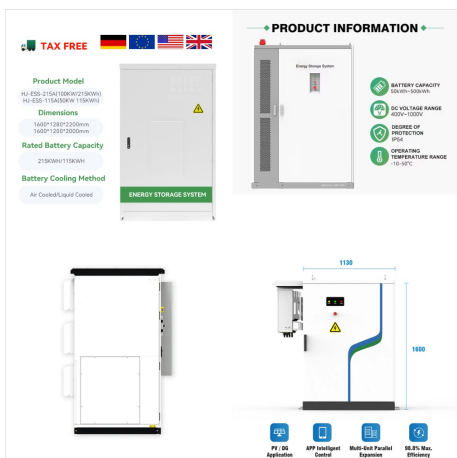 TAX FREE
Product Model
HJ-ESS-215A(100KW/215KWh)
HJ-ESS-115A(50KW 115KWh)
Dimensions
1600*1280*2200mm
1600*1200*2000mm
Rated Battery Capacity
215KWH/115KWH
Battery Cooling Method
Air Cooled/Liquid Cooled
ENERGY STORAGE SYSTEM
PRODUCT INFORMATION
Energy Storage System
BATTERY CAPACITY
50kWh~500kWh
DC VOLTAGE RANGE
400V~1000V
DEGREE OF
PROTECTION
IP54
OPERATING
TEMPERATURE RANGE
-10~50°C
1130
1600
PV / DG
Application
APP Intelligent
Control
Multi-Unit Parallel
Expansion
98.0% Max.
Efficiency